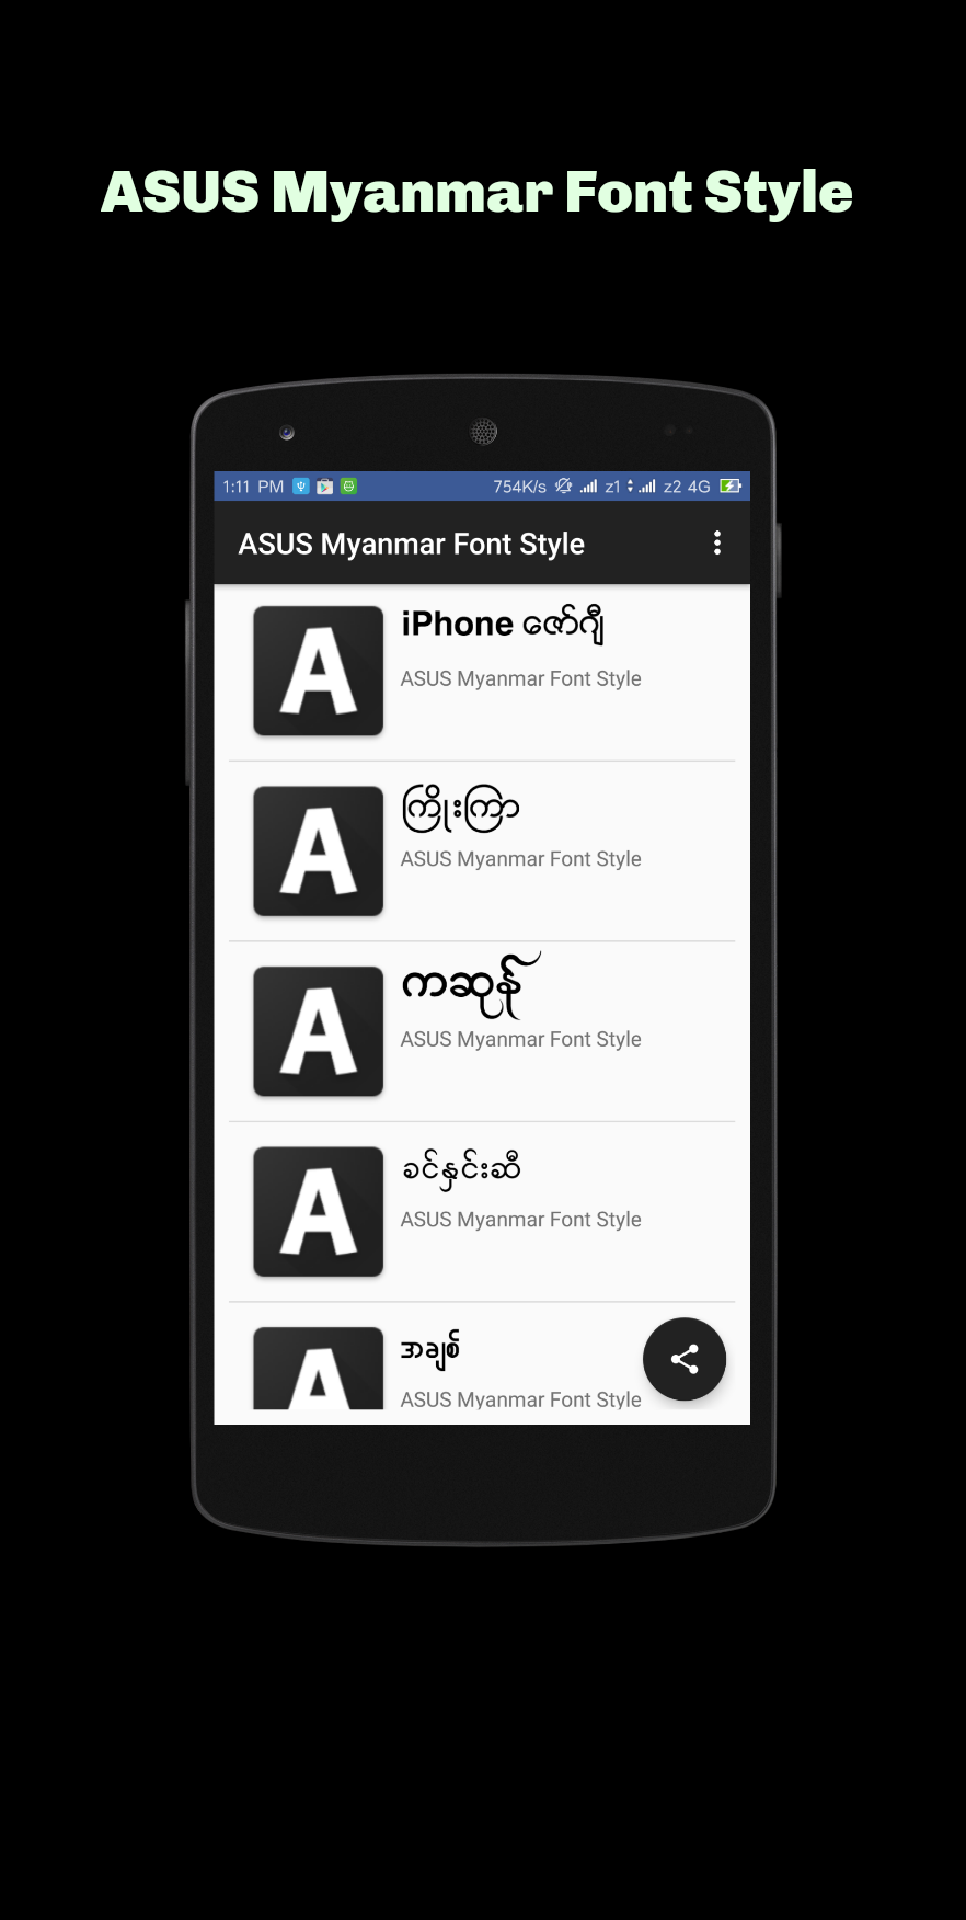 ASUS Myanmar Font Style
1:11 PM 754K/s z1 z2 4G
ASUS Myanmar Font Style
A
iPhone ဇော်ဂျီ
ASUS Myanmar Font Style
A
ကြိုးကြာ
ASUS Myanmar Font Style
A
ကဆုန်
ASUS Myanmar Font Style
A
ခင်နှင်းဆီ
ASUS Myanmar Font Style
A
အချစ်
ASUS Myanmar Font Style